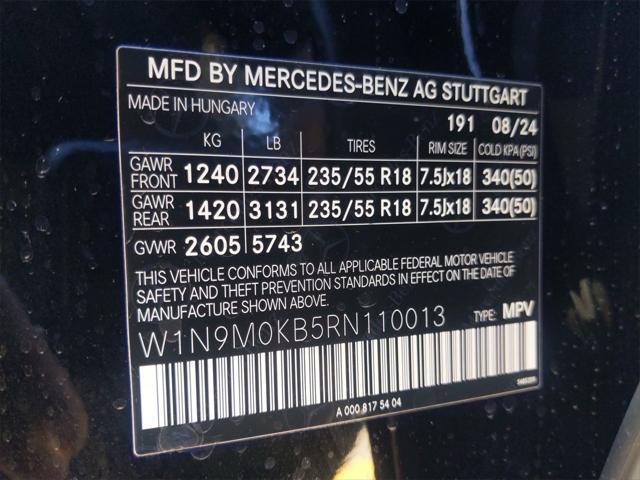 MFD BY MERCEDES-BENZ AG STUTTGART
MADE IN HUNGARY 191 08/24
KG LB TIRES RIM SIZE COLD KPA(PSI)
GAWR FRONT 1240 2734 235/55 R18 7.5Jx18 340(50)
GAWR REAR 1420 3131 235/55 R18 7.5Jx18 340(50)
GVWR 2605 5743
THIS VEHICLE CONFORMS TO ALL APPLICABLE FEDERAL MOTOR VEHICLE
SAFETY AND THEFT PREVENTION STANDARDS IN EFFECT ON THE DATE OF
MANUFACTURE SHOWN ABOVE.
W1N9M0KB5RN110013 TYPE: MPV
A 000 817 54 04